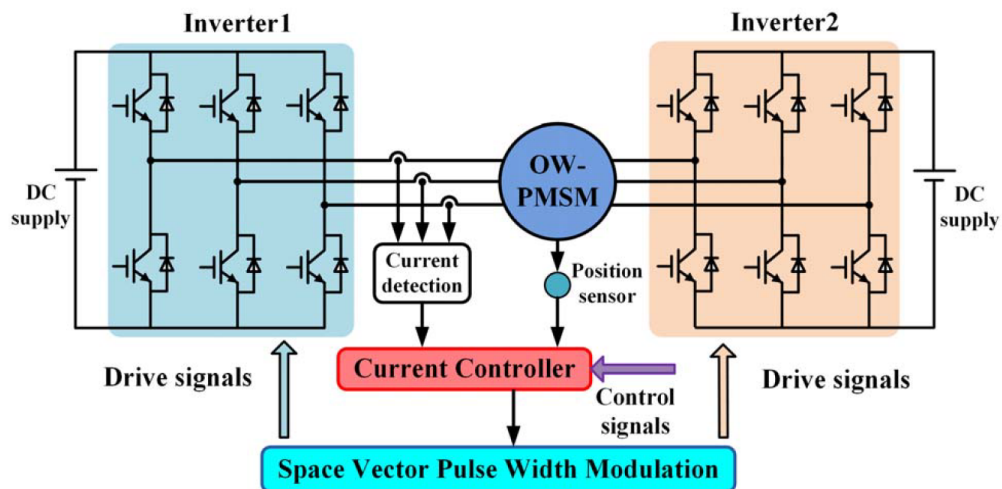 Inverter1
Inverter2
DC
supply
OW-
PMSM
DC
supply
Current
detection
Position
sensor
Drive signals
Current Controller
Control
signals
Drive signals
Space Vector Pulse Width Modulation